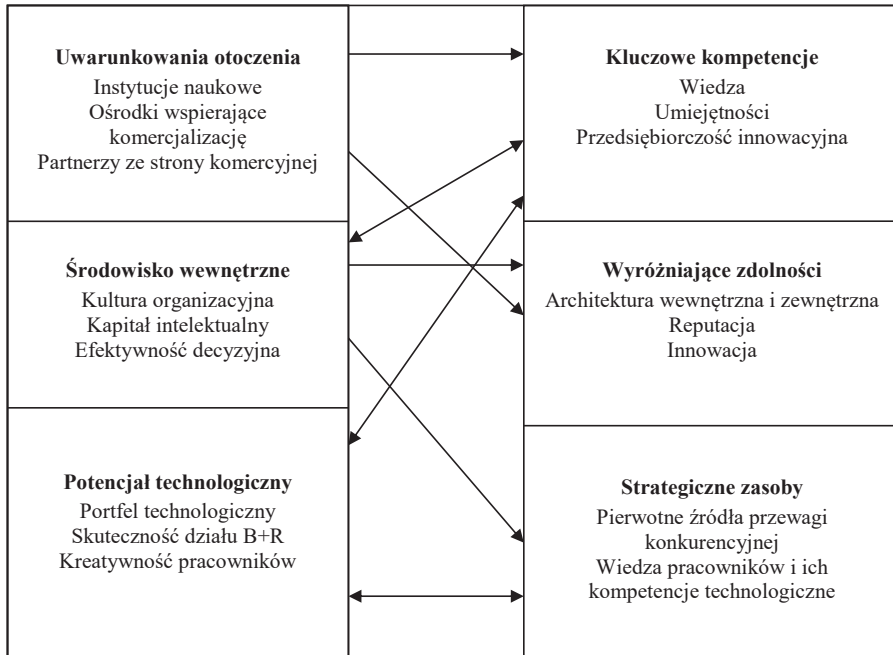 Uwarunkowania otoczenia
Instytucje naukowe
Ośrodki wspierające
komercjalizację
Partnerzy ze strony komercyjnej
Środowisko wewnętrzne
Kultura organizacyjna
Kapitał intelektualny
Efektywność decyzyjna
Potencjał technologiczny
Portfel technologiczny
Skuteczność działu B+R
Kreatywność pracowników
Kluczowe kompetencje
Wiedza
Umiejętności
Przedsiębiorczość innowacyjna
Wyróżniające zdolności
Architektura wewnętrzna i zewnętrzna
Reputacja
Innowacja
Strategiczne zasoby
Pierwotne źródła przewagi
konkurencyjnej
Wiedza pracowników i ich
kompetencje technologiczne